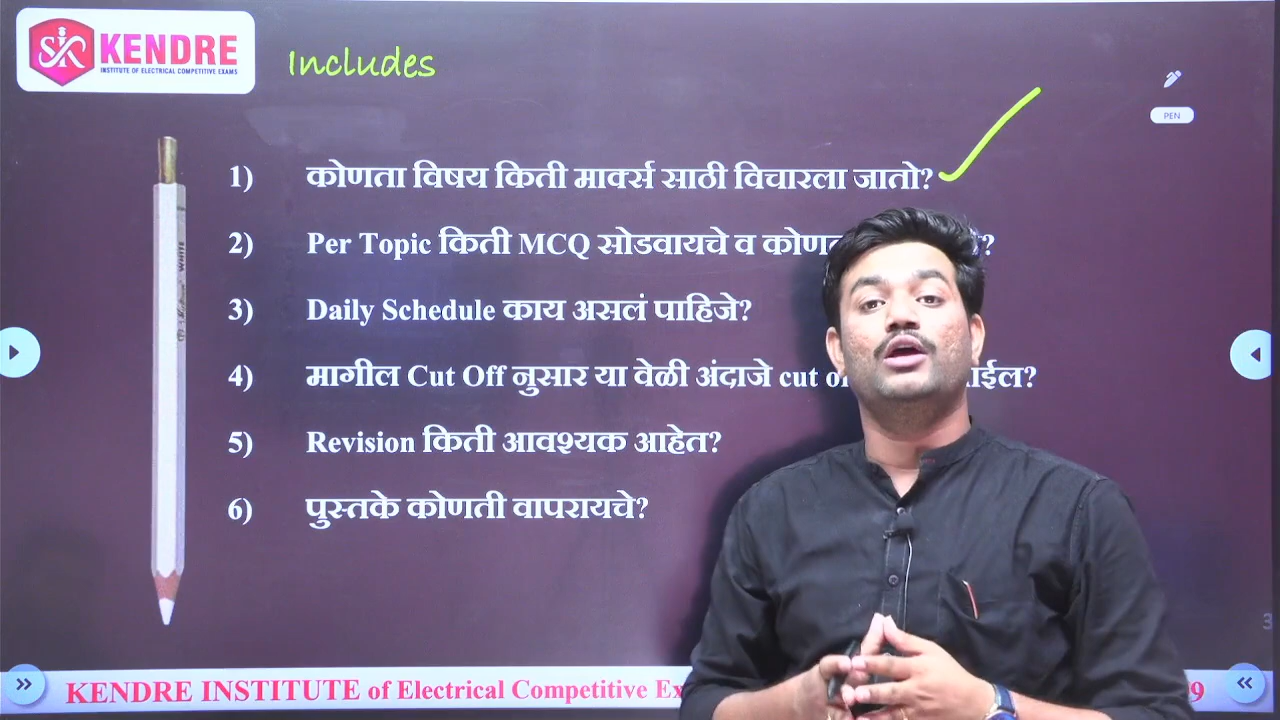 KENDRE
INSTITUTE OF ELECTRICAL COMPETITIVE EXAMS
Includes
PEN
1) कोणता विषय किती मार्क्स साठी विचारला जातो?
2) Per Topic किती MCQ सोडवायचे व ?
3) Daily Schedule काय असलं पाहिजे?
4) मागील Cut Off नुसार या वेळी अंदाजे cut
5) Revision किती आवश्यक आहेत?
6) पुस्तके कोणती वापरायचे?
WHITE
3
KENDRE INSTITUTE of Electrical Competitive